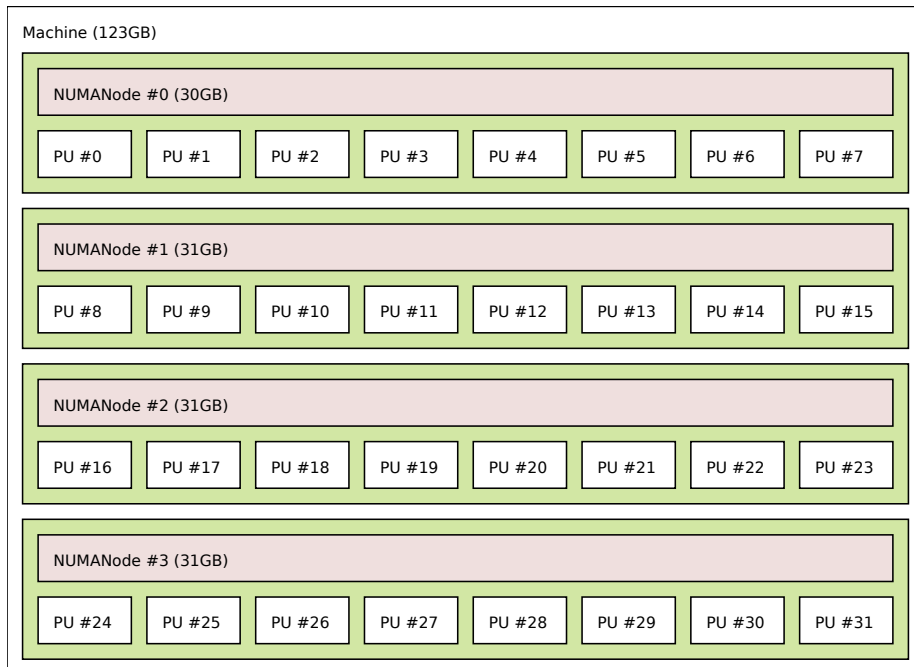 Machine (123GB)
NUMANode #0 (30GB)
PU #0 PU #1 PU #2 PU #3 PU #4 PU #5 PU #6 PU #7
NUMANode #1 (31GB)
PU #8 PU #9 PU #10 PU #11 PU #12 PU #13 PU #14 PU #15
NUMANode #2 (31GB)
PU #16 PU #17 PU #18 PU #19 PU #20 PU #21 PU #22 PU #23
NUMANode #3 (31GB)
PU #24 PU #25 PU #26 PU #27 PU #28 PU #29 PU #30 PU #31